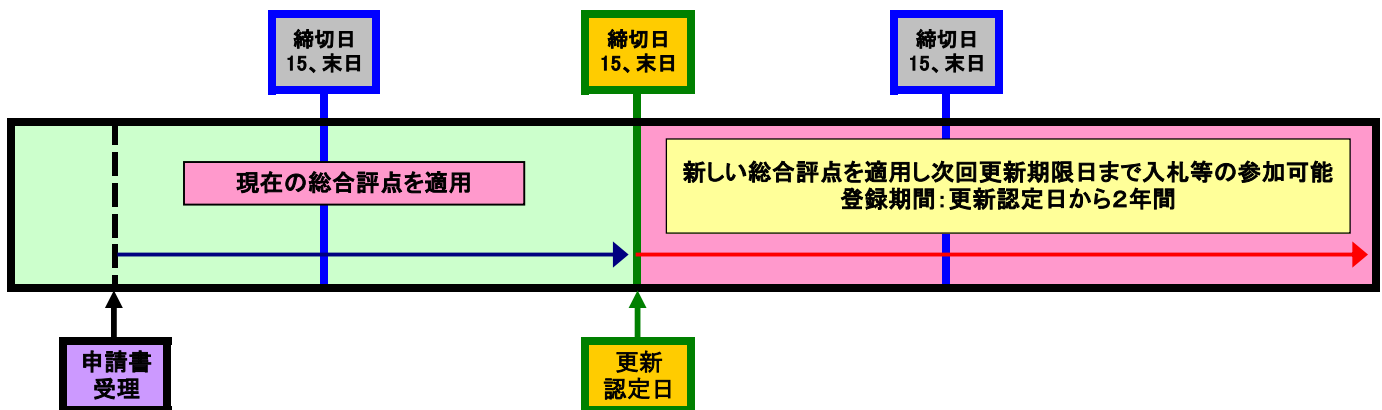 締切日
15、末日
締切日
15、末日
締切日
15、末日
現在の総合評点を適用
新しい総合評点を適用し次回更新期限日まで入札等の参加可能
登録期間：更新認定日から２年間
申請書
受理
更新
認定日